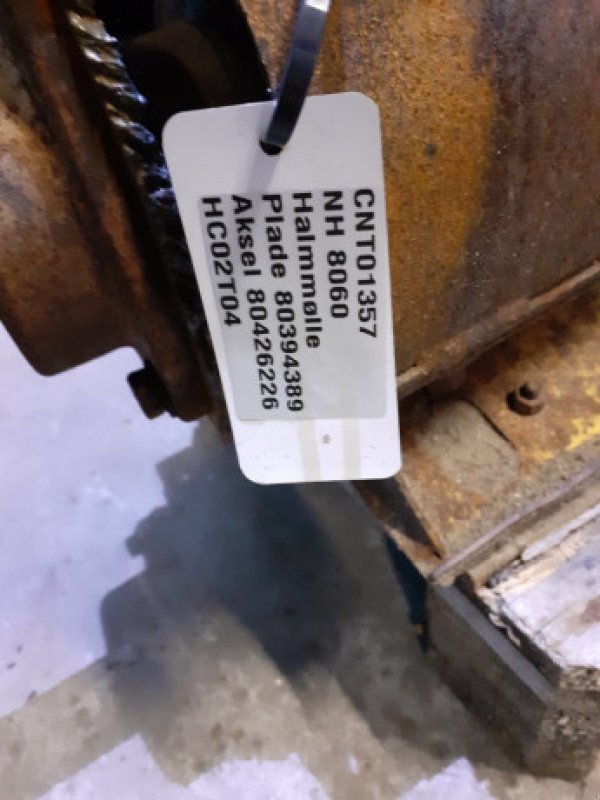 CNT01357
NH 8060
Halmmølle
Plade 80394389
Aksel 80426226
HC02T04